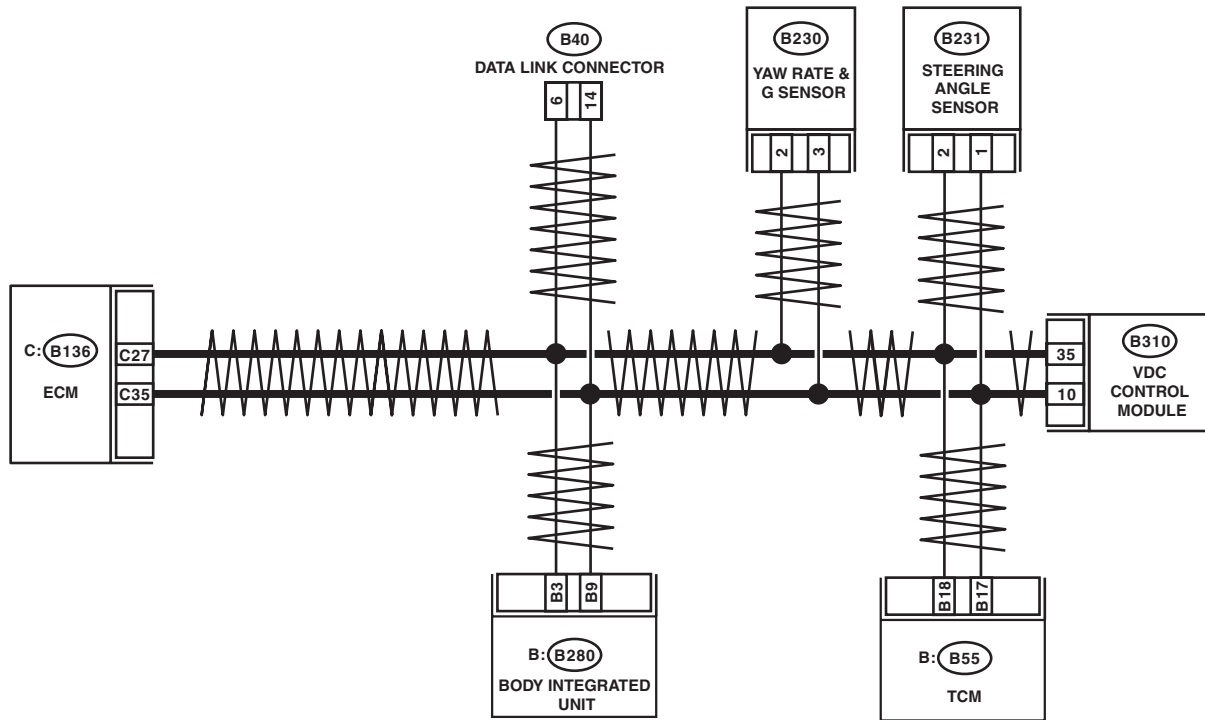 B40
DATA LINK CONNECTOR
6
14
B230
YAW RATE &
G SENSOR
2
3
B231
STEERING
ANGLE
SENSOR
2
1
C: B136
ECM
C27
C35
35
10
B310
VDC
CONTROL
MODULE
B3
B9
B: B280
BODY INTEGRATED
UNIT
B18
B17
B: B55
TCM